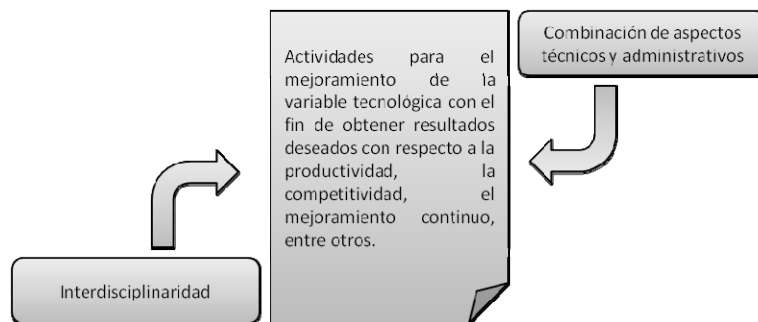 Combinación de aspectos
técnicos y administrativos
Actividades para el
mejoramiento de la
variable tecnológica con el
fin de obtener resultados
deseados con respecto a la
productividad, la
competitividad, el
mejoramiento continuo,
entre otros.
Interdisciplinaridad